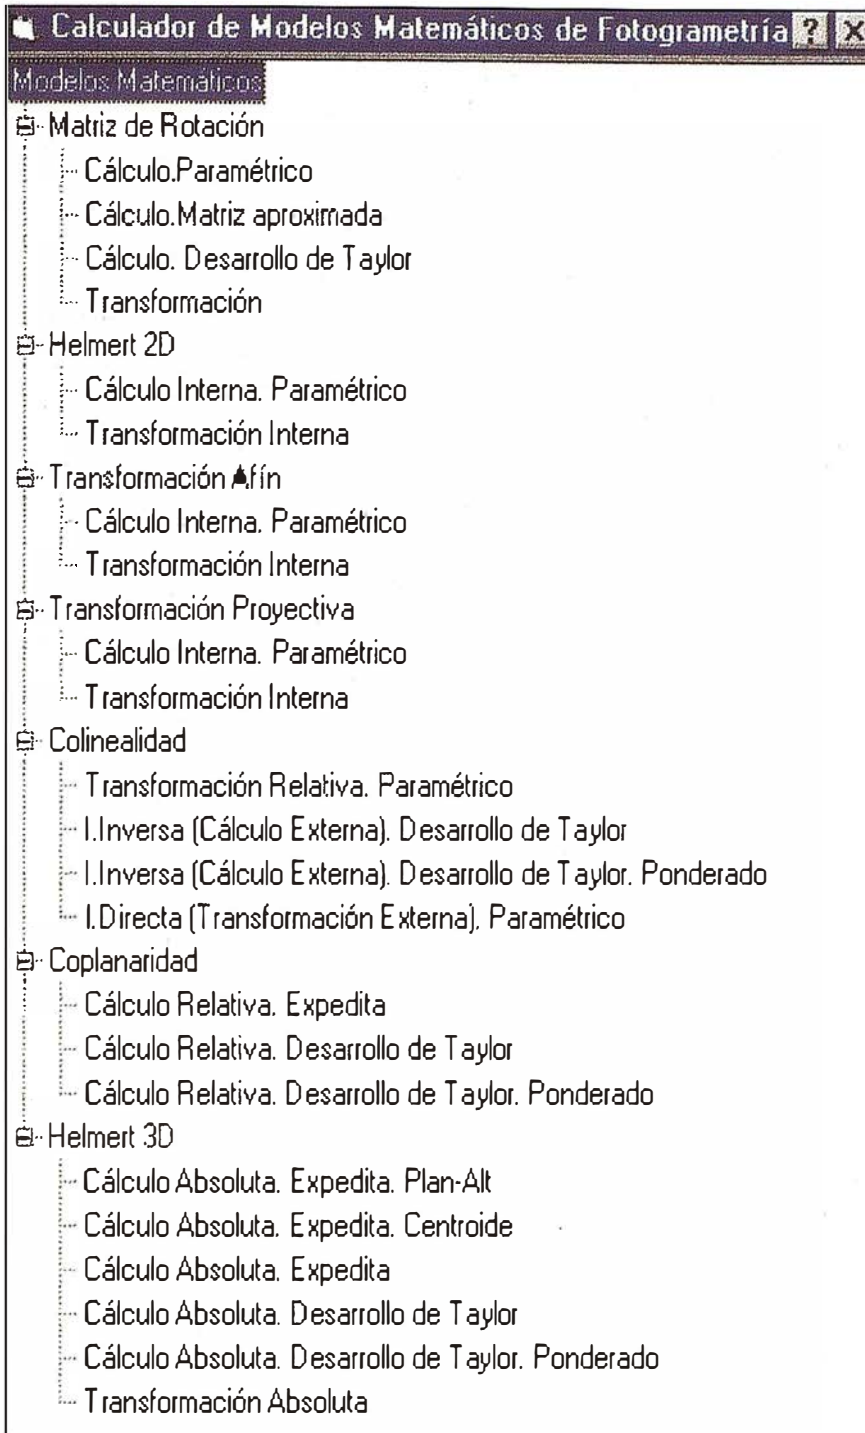 Calculador de Modelos Matemáticos de Fotogrametría ? X
Modelos Matemáticos
Matriz de Rotación
Cálculo.Paramétrico
Cálculo.Matriz aproximada
Cálculo. Desarrollo de Taylor
Transformación
Helmert 2D
Cálculo Interna. Paramétrico
Transformación Interna
Transformación Afín
Cálculo Interna. Paramétrico
Transformación Interna
Transformación Proyectiva
Cálculo Interna. Paramétrico
Transformación Interna
Colinealidad
Transformación Relativa. Paramétrico
I.Inversa (Cálculo Externa). Desarrollo de Taylor
I.Inversa (Cálculo Externa). Desarrollo de Taylor. Ponderado
I.Directa (Transformación Externa). Paramétrico
Coplanaridad
Cálculo Relativa. Expedita
Cálculo Relativa. Desarrollo de Taylor
Cálculo Relativa. Desarrollo de Taylor. Ponderado
Helmert 3D
Cálculo Absoluta. Expedita. Plan-Alt
Cálculo Absoluta. Expedita. Centroide
Cálculo Absoluta. Expedita
Cálculo Absoluta. Desarrollo de Taylor
Cálculo Absoluta. Desarrollo de Taylor. Ponderado
Transformación Absoluta